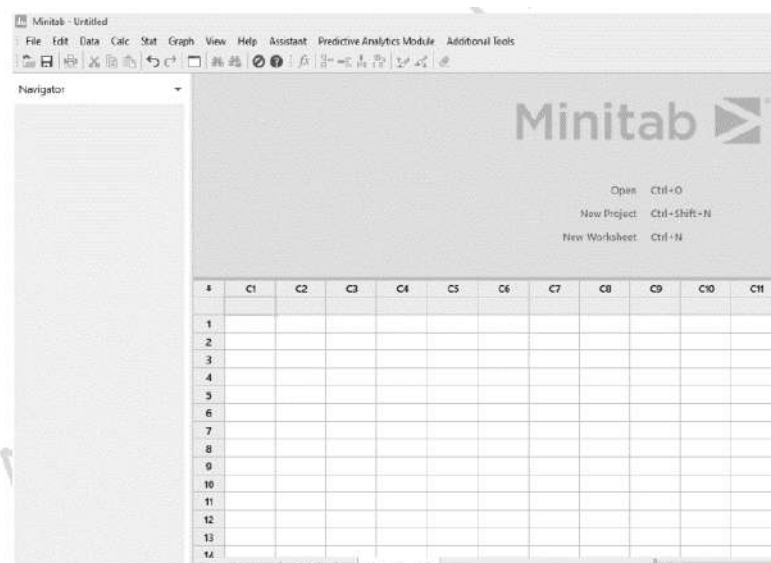 Minitab - Untitled
File Edit Data Calc Stat Graph View Help Assistant Predictive Analytics Module Additional Tools
Navigator
Minitab
Open Ctrl+O
New Project Ctrl+Shift+N
New Worksheet Ctrl+N
C1 C2 C3 C4 C5 C6 C7 C8 C9 C10 C11
1
2
3
4
5
6
7
8
9
10
11
12
13
14